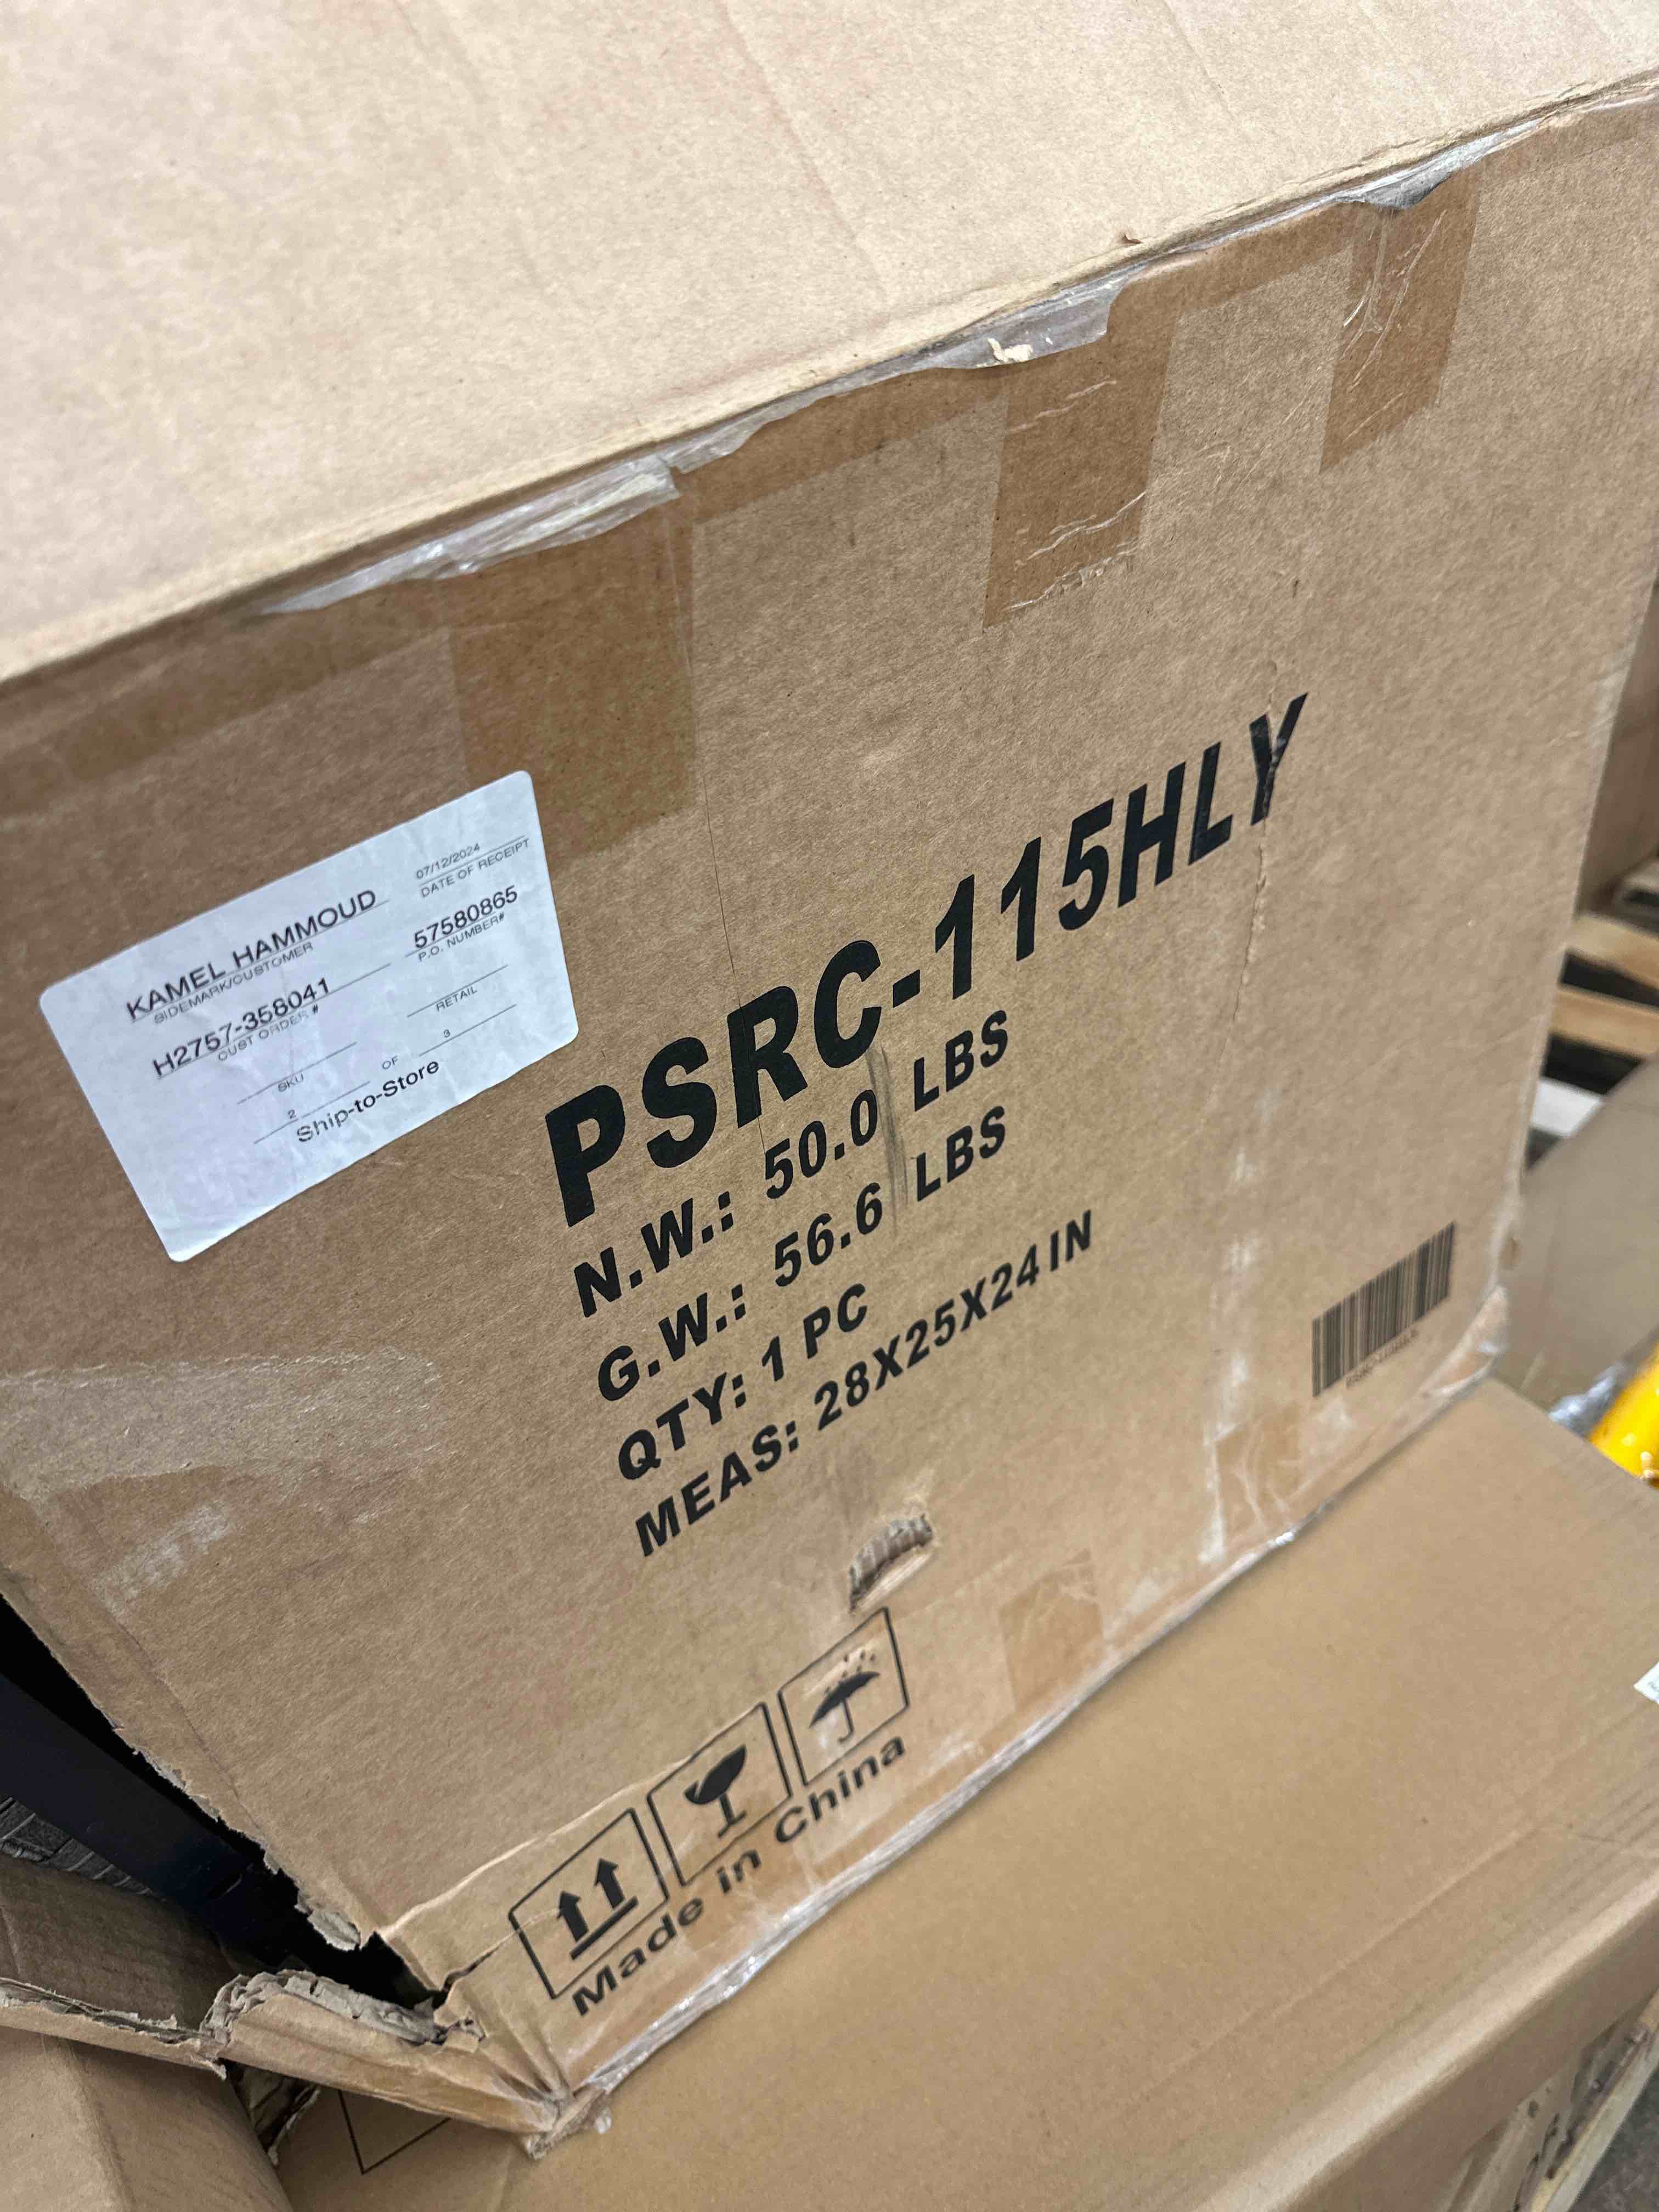 07/12/2024
DATE OF RECEIPT
KAMEL HAMMOUD
SIDEMARK/CUSTOMER
57580865
P.O. NUMBER#
H2757-358041
CUST ORDER #
RETAIL
SKU
2 OF 3
Ship-to-Store
PSRC-115HLY
N.W.: 50.0 LBS
G.W.: 56.6 LBS
QTY: 1 PC
MEAS: 28X25X24IN
Made in China